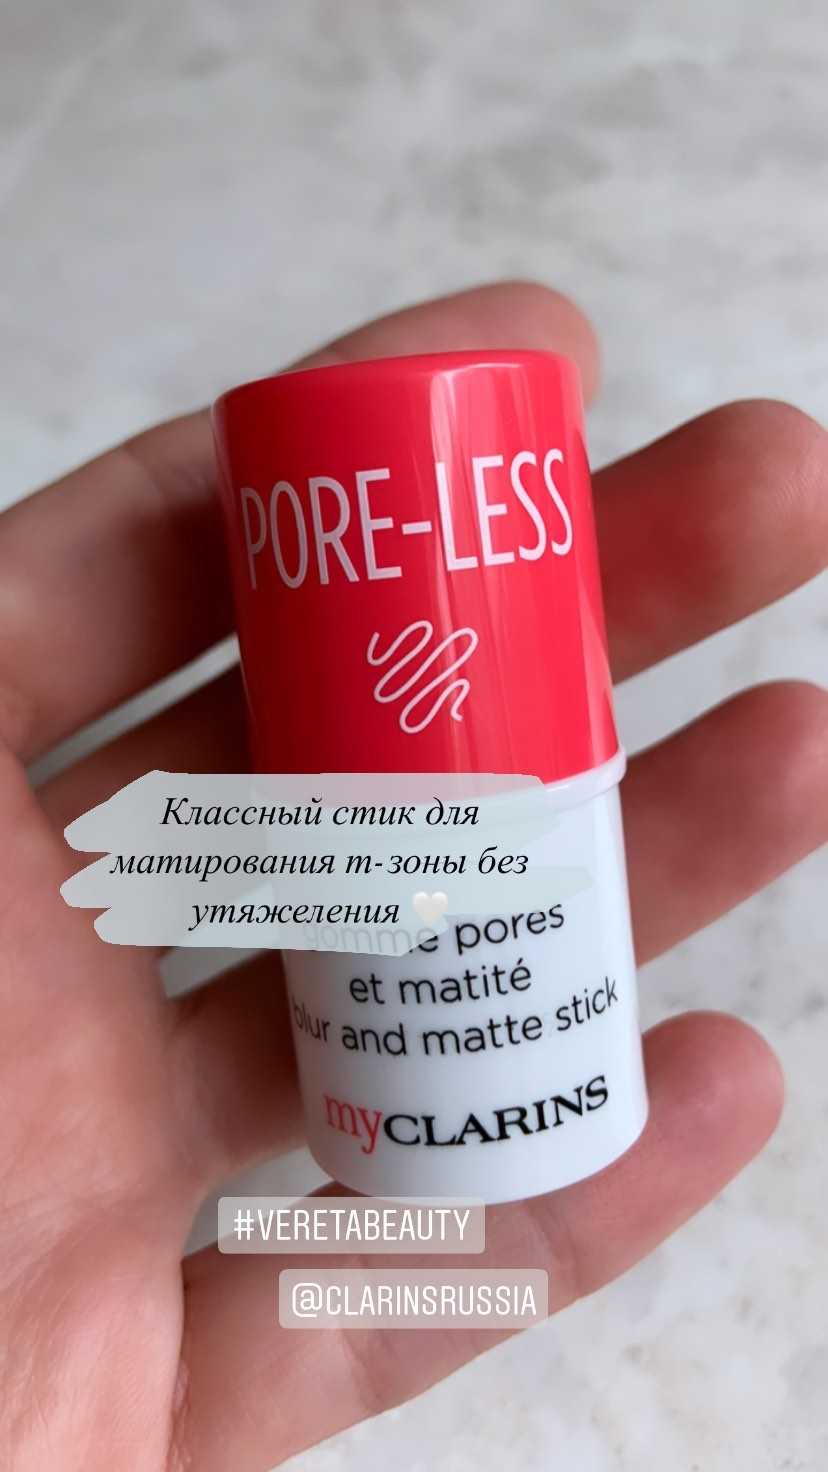 PORE-LESS
Классный стик для
матирования т-зоны без
утяжеления 🤍
gomme pores
et matité
blur and matte stick
myCLARINS
#VERETABEAUTY
@CLARINSRUSSIA